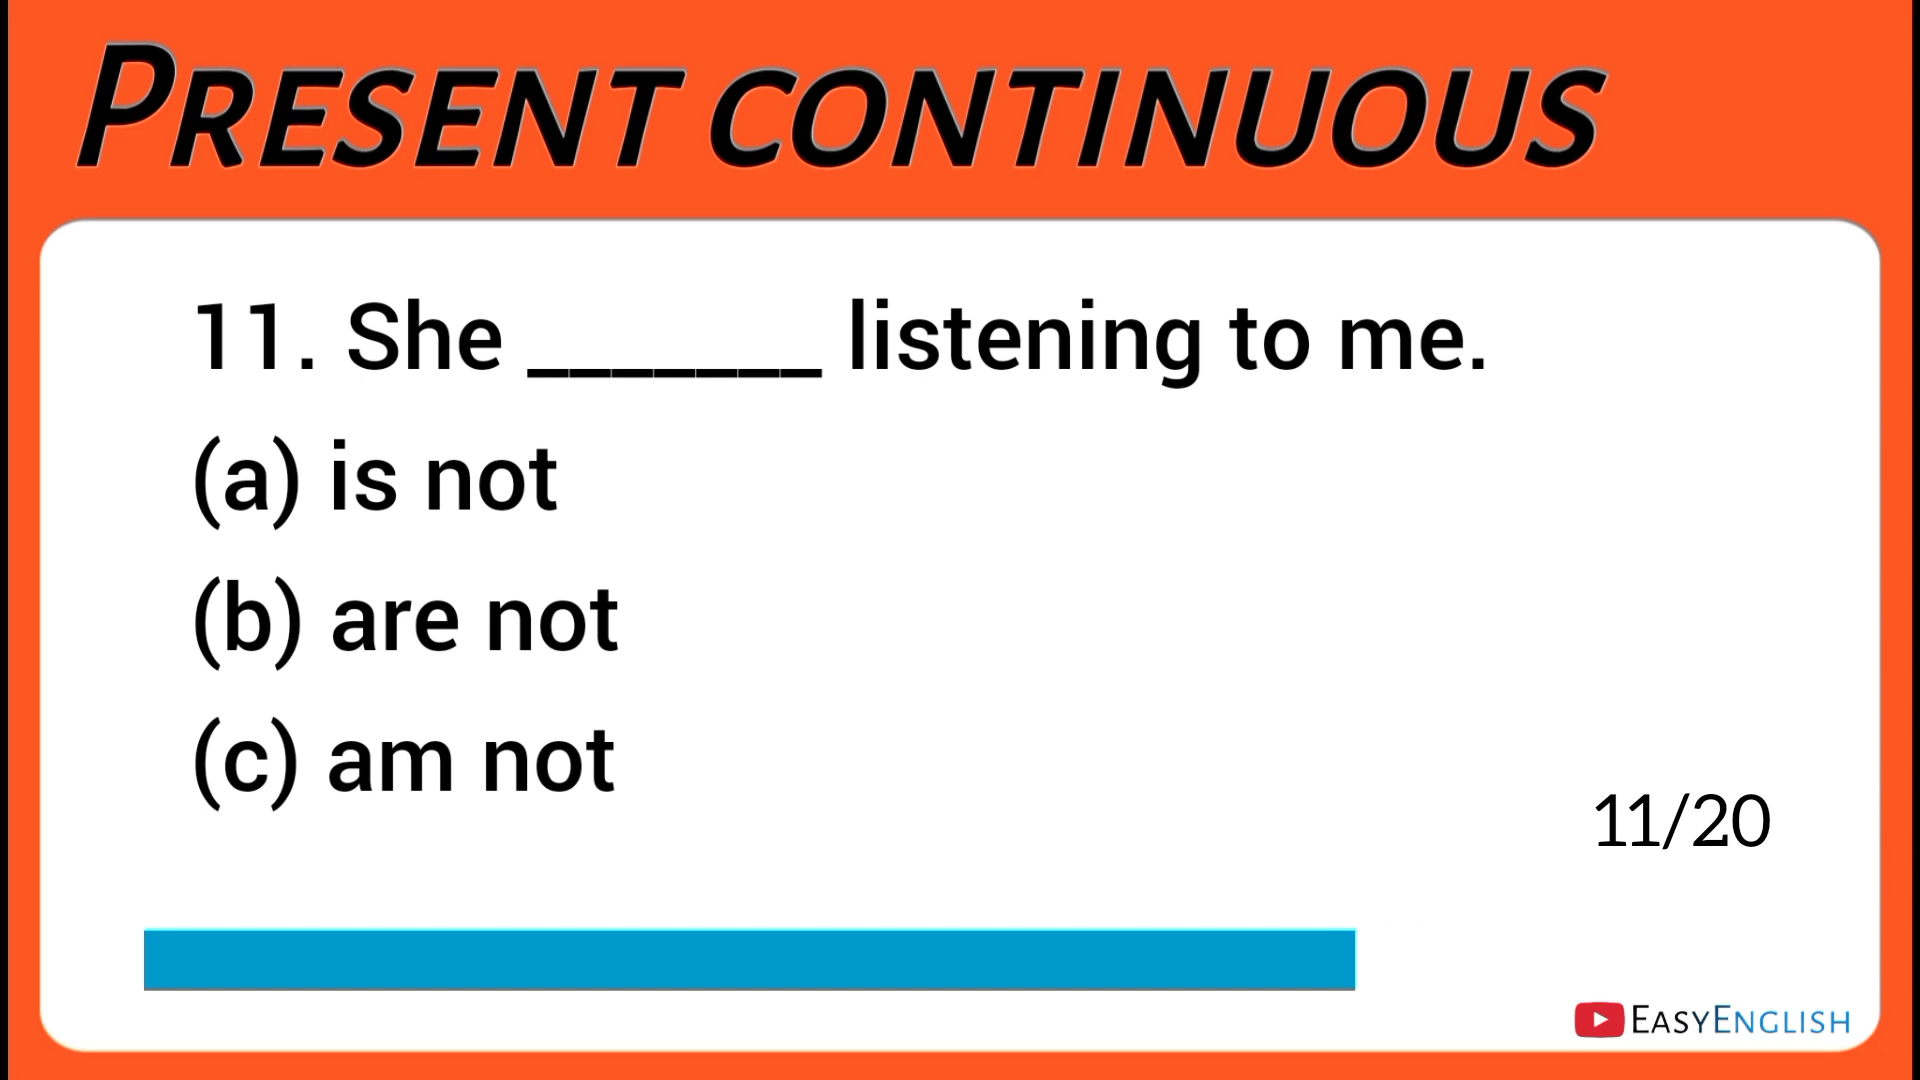 PRESENT CONTINUOUS
11. She _______ listening to me.
(a) is not
(b) are not
(c) am not
11/20
EASYENGLISH